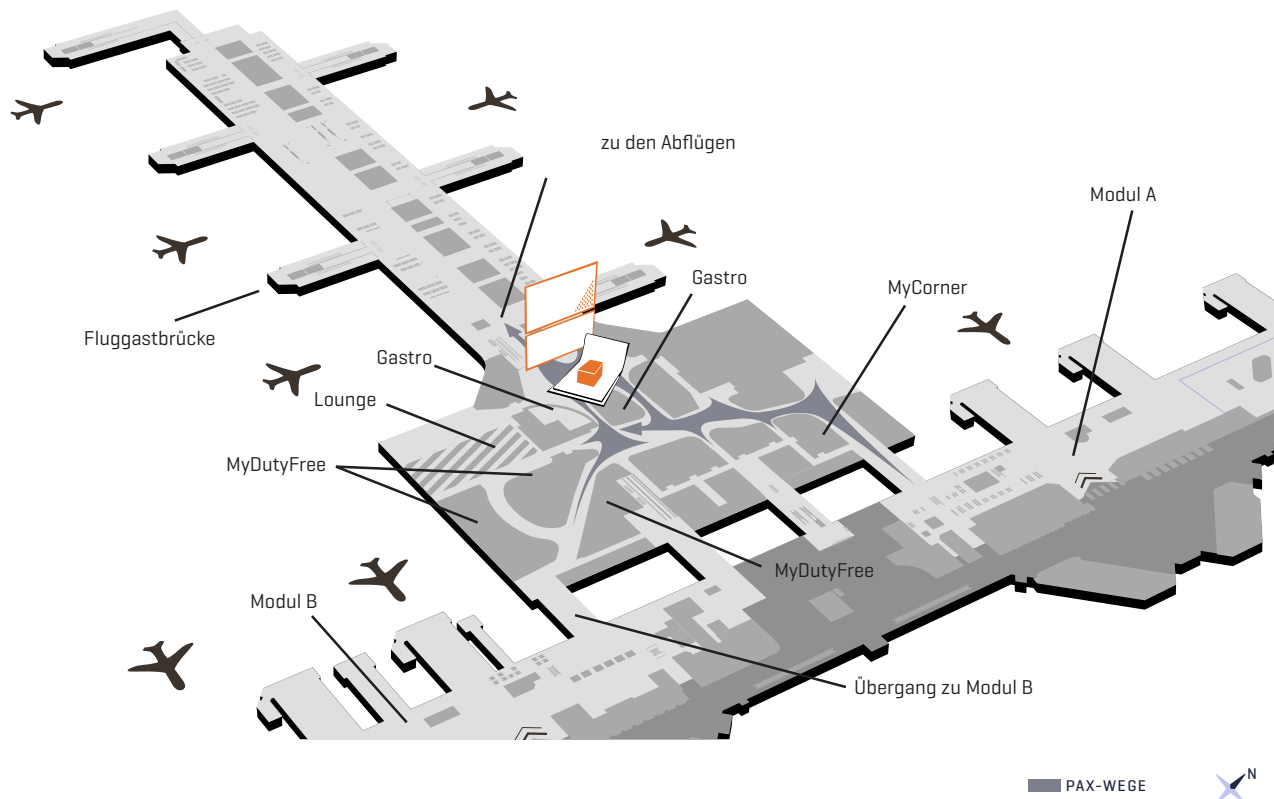 zu den Abflügen
Modul A
Gastro
MyCorner
Fluggastbrücke
Gastro
Lounge
MyDutyFree
MyDutyFree
Modul B
Übergang zu Modul B
PAX-WEGE
N